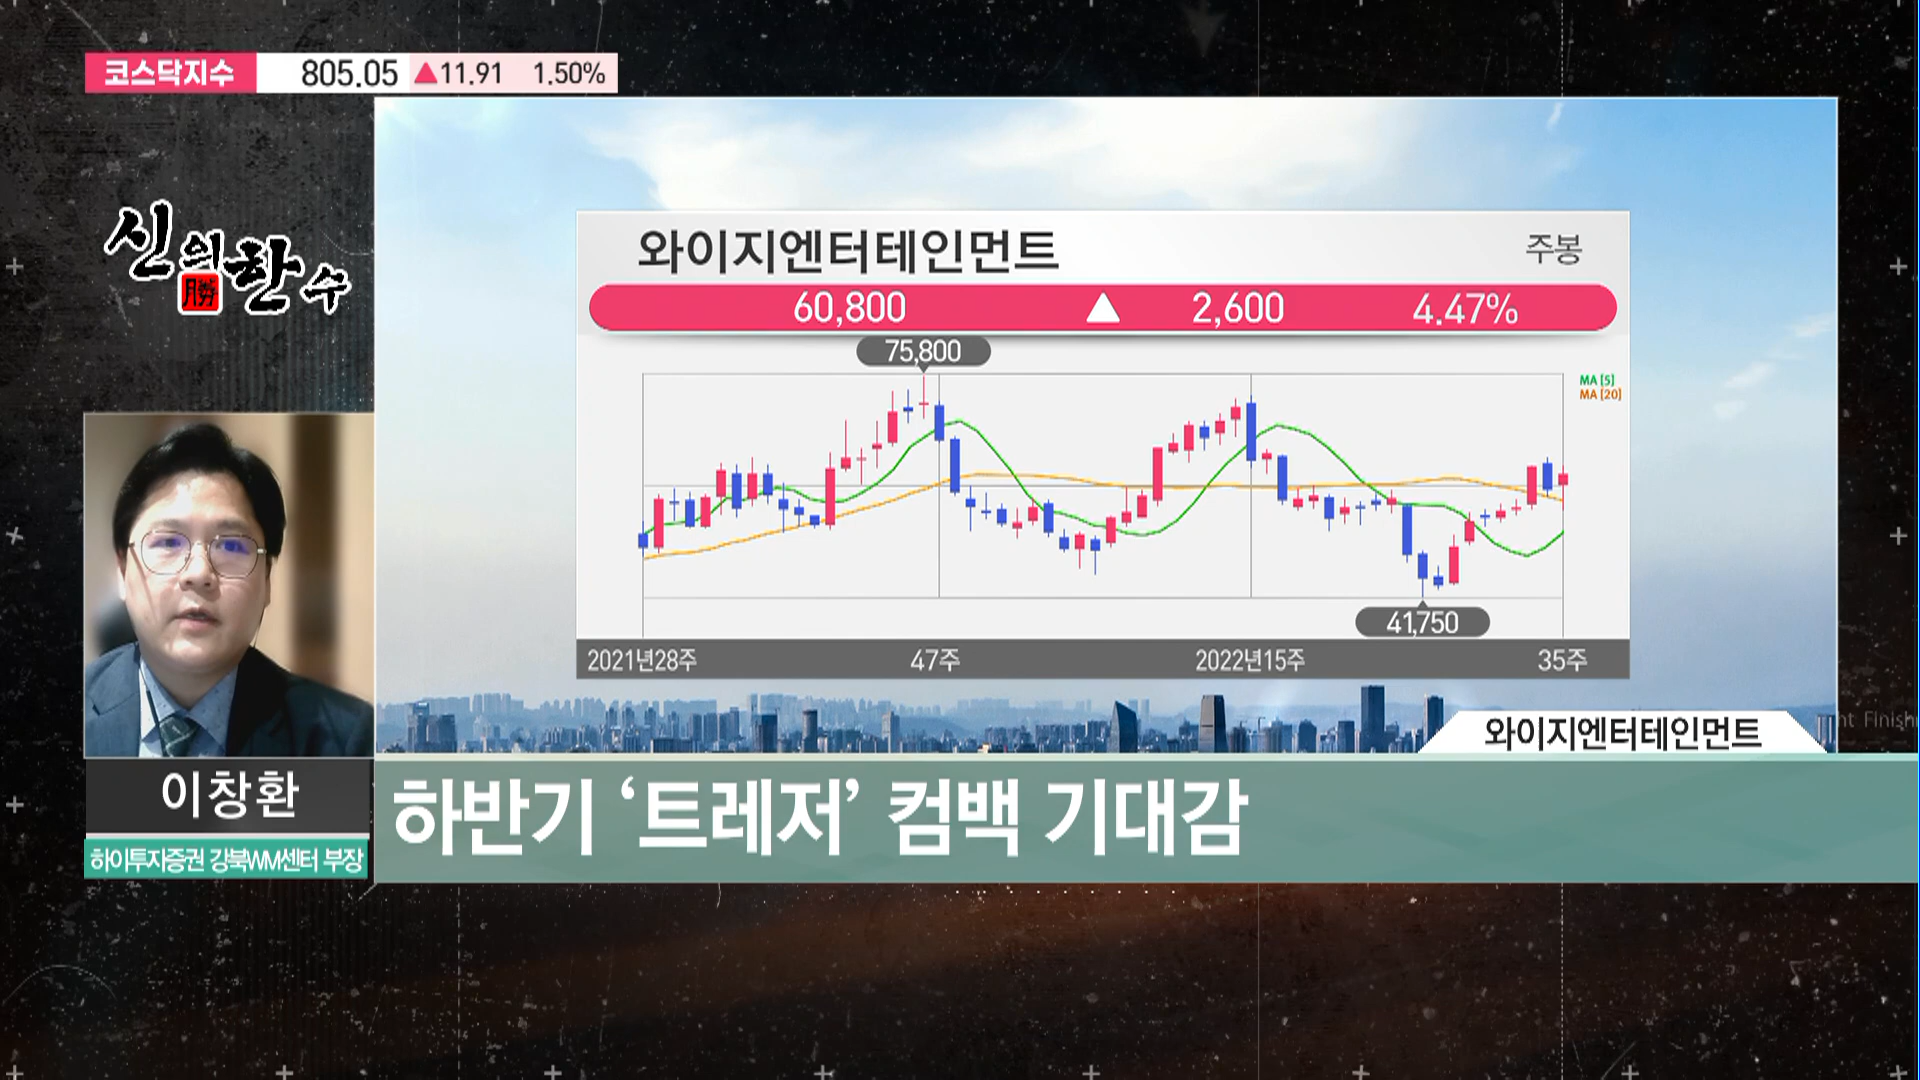 코스닥지수 805.05 ▲11.91 1.50%
신의한수
勝
와이지엔터테인먼트 주봉
60,800 ▲ 2,600 4.47%
75,800
MA [5]
MA [20]
41,750
2021년28주 47주 2022년15주 35주
와이지엔터테인먼트
하반기 ‘트레저’ 컴백 기대감
이창환
하이투자증권 강북WM센터 부장